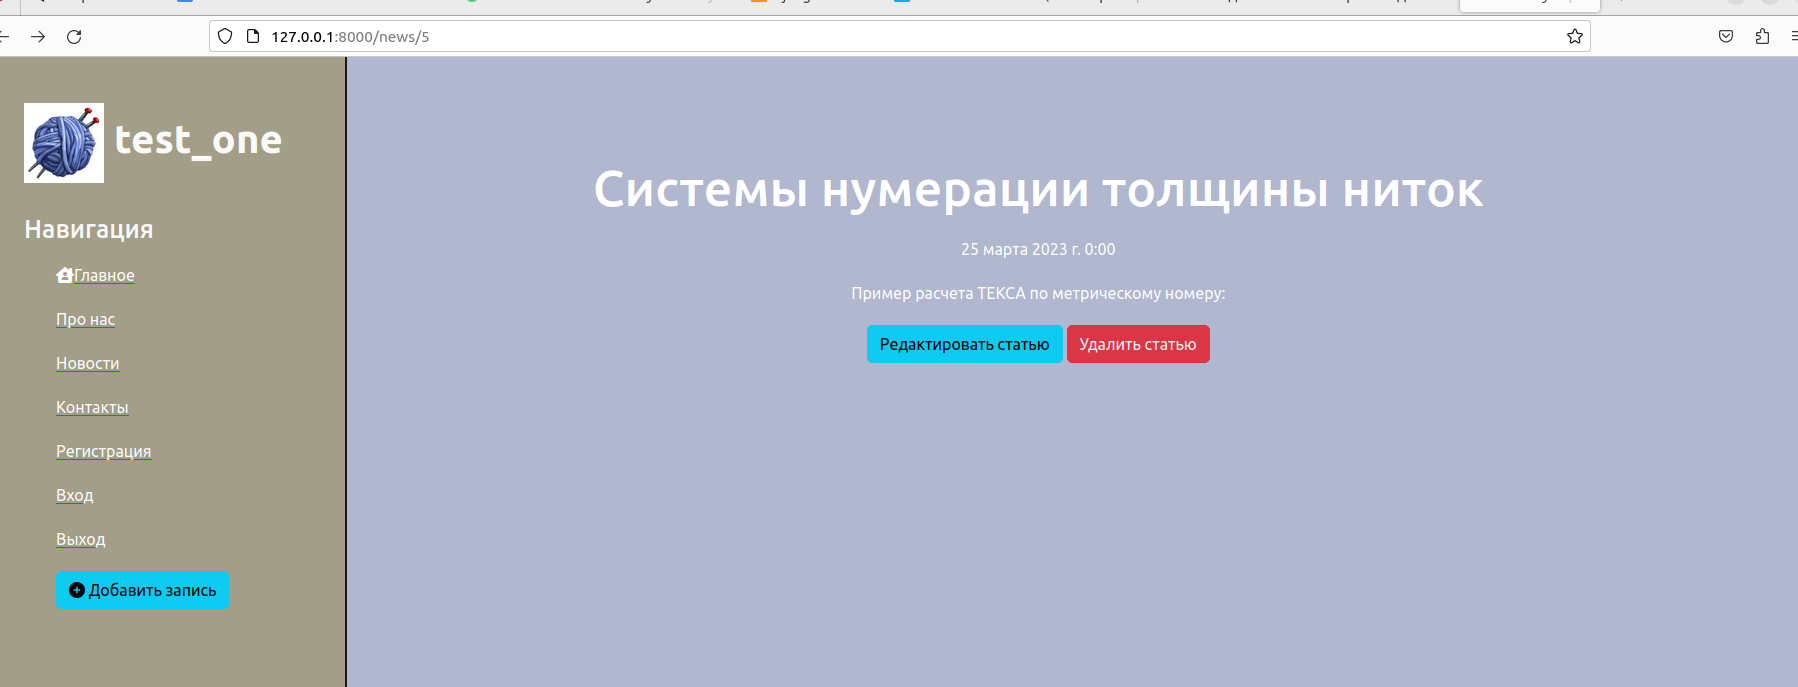 127.0.0.1:8000/news/5
test_one
Навигация
Главное
Про нас
Новости
Контакты
Регистрация
Вход
Выход
Добавить запись
Системы нумерации толщины ниток
25 марта 2023 г. 0:00
Пример расчета ТЕКСА по метрическому номеру:
Редактировать статью Удалить статью